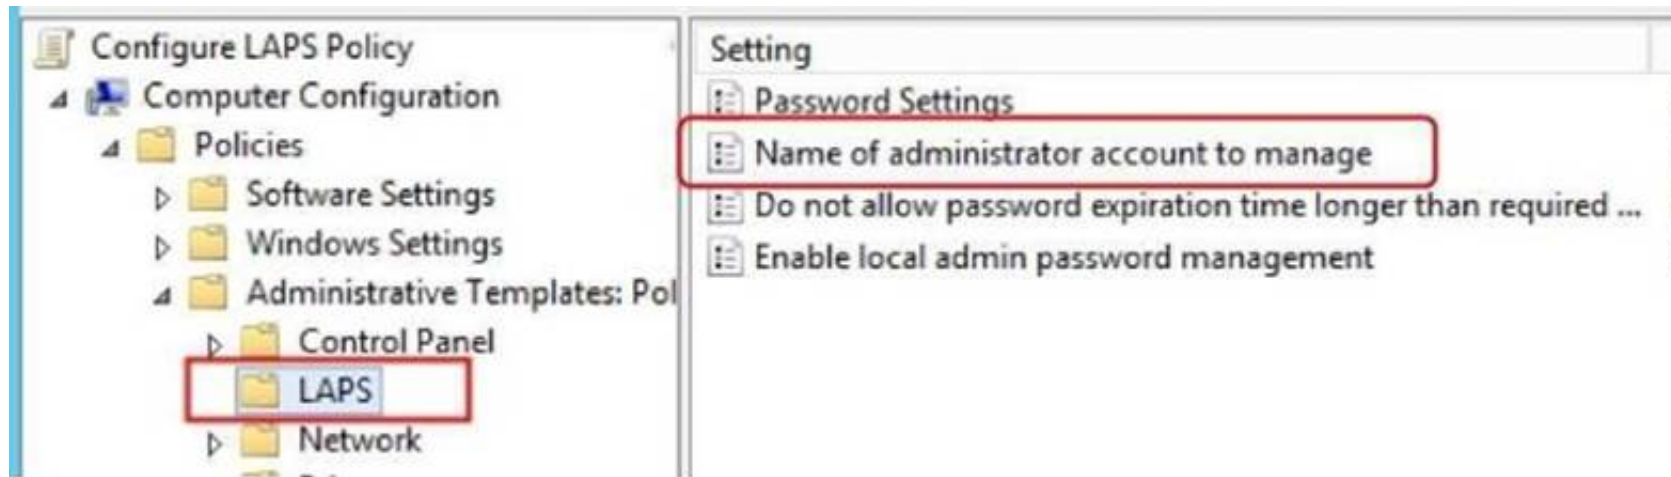 Configure LAPS Policy
Computer Configuration
Policies
Software Settings
Windows Settings
Administrative Templates: Pol
Control Panel
LAPS
Network
Setting
Password Settings
Name of administrator account to manage
Do not allow password expiration time longer than required ...
Enable local admin password management